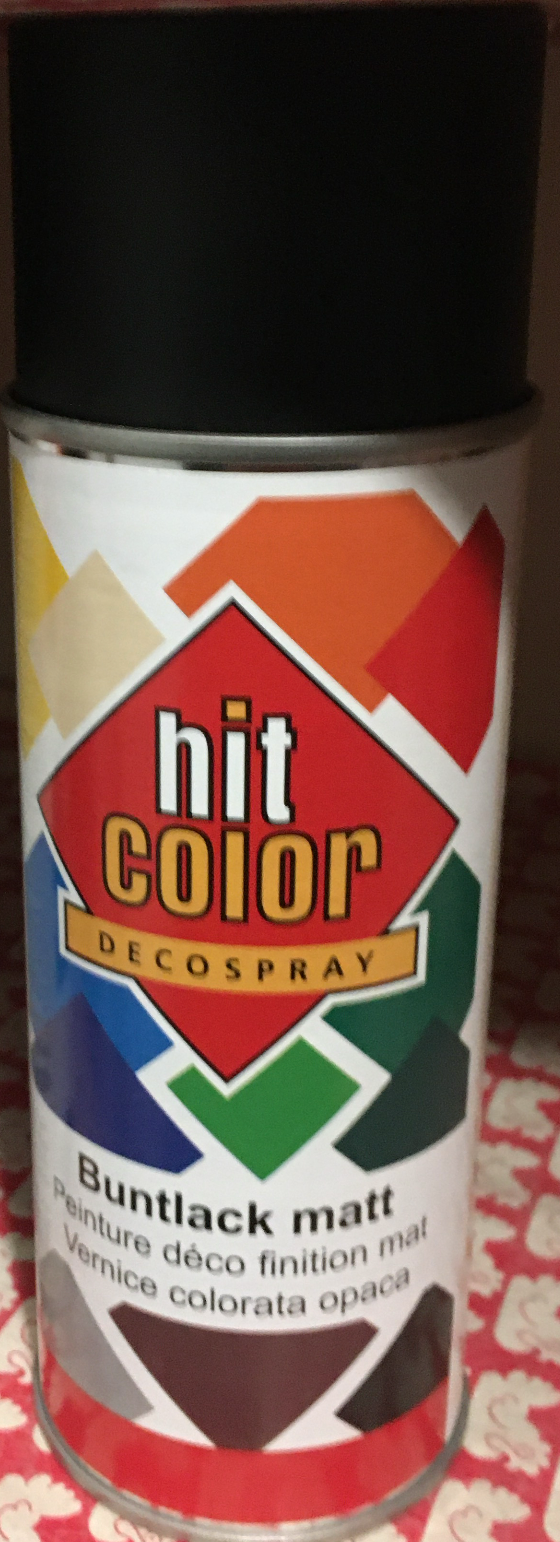 hit
color
DECOSPRAY
Buntlack matt
Peinture déco finition mat
Vernice colorata opaca